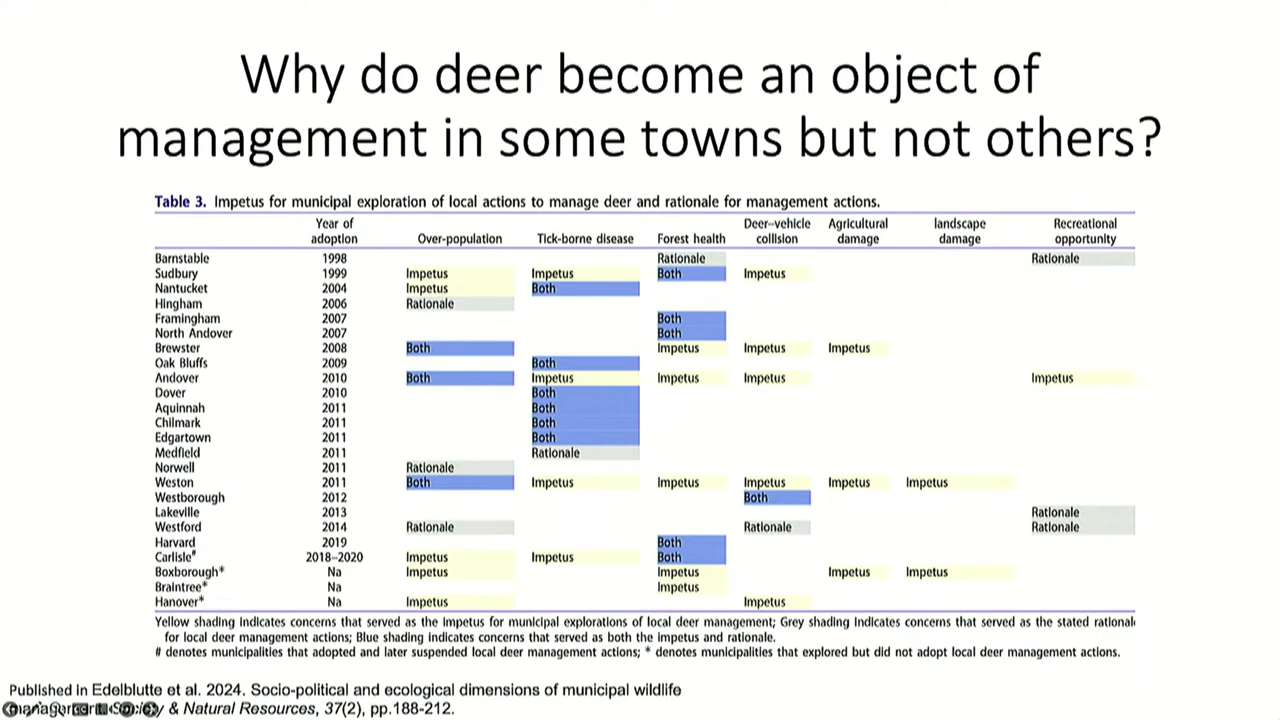 Why do deer become an object of
management in some towns but not others?
Table 3. Impetus for municipal exploration of local actions to manage deer and rationale for management actions.
Year of adoption Over-population Tick-borne disease Forest health Deer–vehicle collision Agricultural damage landscape damage Recreational opportunity
Barnstable 1998 Rationale Rationale
Sudbury 1999 Impetus Impetus Both Impetus
Nantucket 2004 Impetus Both
Hingham 2006 Rationale
Framingham 2007 Both
North Andover 2007 Both
Brewster 2008 Both Impetus Impetus Impetus
Oak Bluffs 2009 Both
Andover 2010 Both Impetus Impetus Impetus Impetus
Dover 2010 Both
Aquinnah 2011 Both
Chilmark 2011 Both
Edgartown 2011 Both
Medfield 2011 Rationale
Norwell 2011 Rationale
Weston 2011 Both Impetus Impetus Impetus Impetus Impetus
Westborough 2012 Both
Lakeville 2013 Rationale
Westford 2014 Rationale Rationale Rationale
Harvard 2019 Both
Carlisle# 2018–2020 Impetus Impetus Both
Boxborough* Na Impetus Impetus Impetus Impetus
Braintree* Na Impetus
Hanover* Na Impetus Impetus
Yellow shading indicates concerns that served as the impetus for municipal explorations of local deer management; Grey shading indicates concerns that served as the stated rational
for local deer management actions; Blue shading indicates concerns that served as both the impetus and rationale.
# denotes municipalities that adopted and later suspended local deer management actions; * denotes municipalities that explored but did not adopt local deer management actions.
Published in Edelblutte et al. 2024. Socio-political and ecological dimensions of municipal wildlife
& Natural Resources, 37(2), pp.188-212.